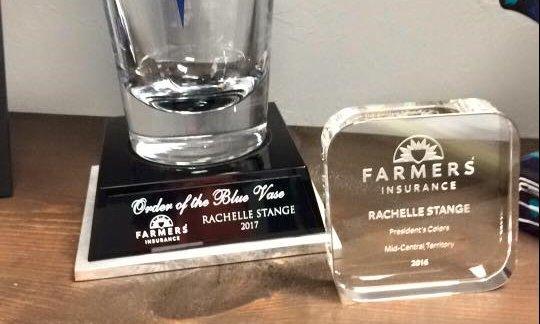 Order of the Blue Vase
FARMERS
INSURANCE
RACHELLE STANGE
2017
FARMERS
INSURANCE
RACHELLE STANGE
President's Colors
Mid-Central Territory
2016